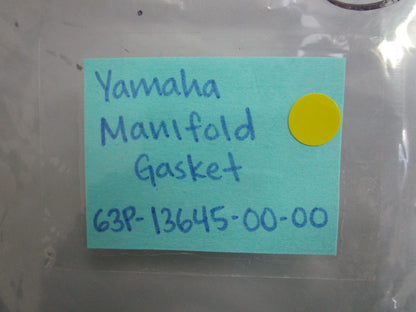 Yamaha
Manifold
Gasket
63P-13645-00-00